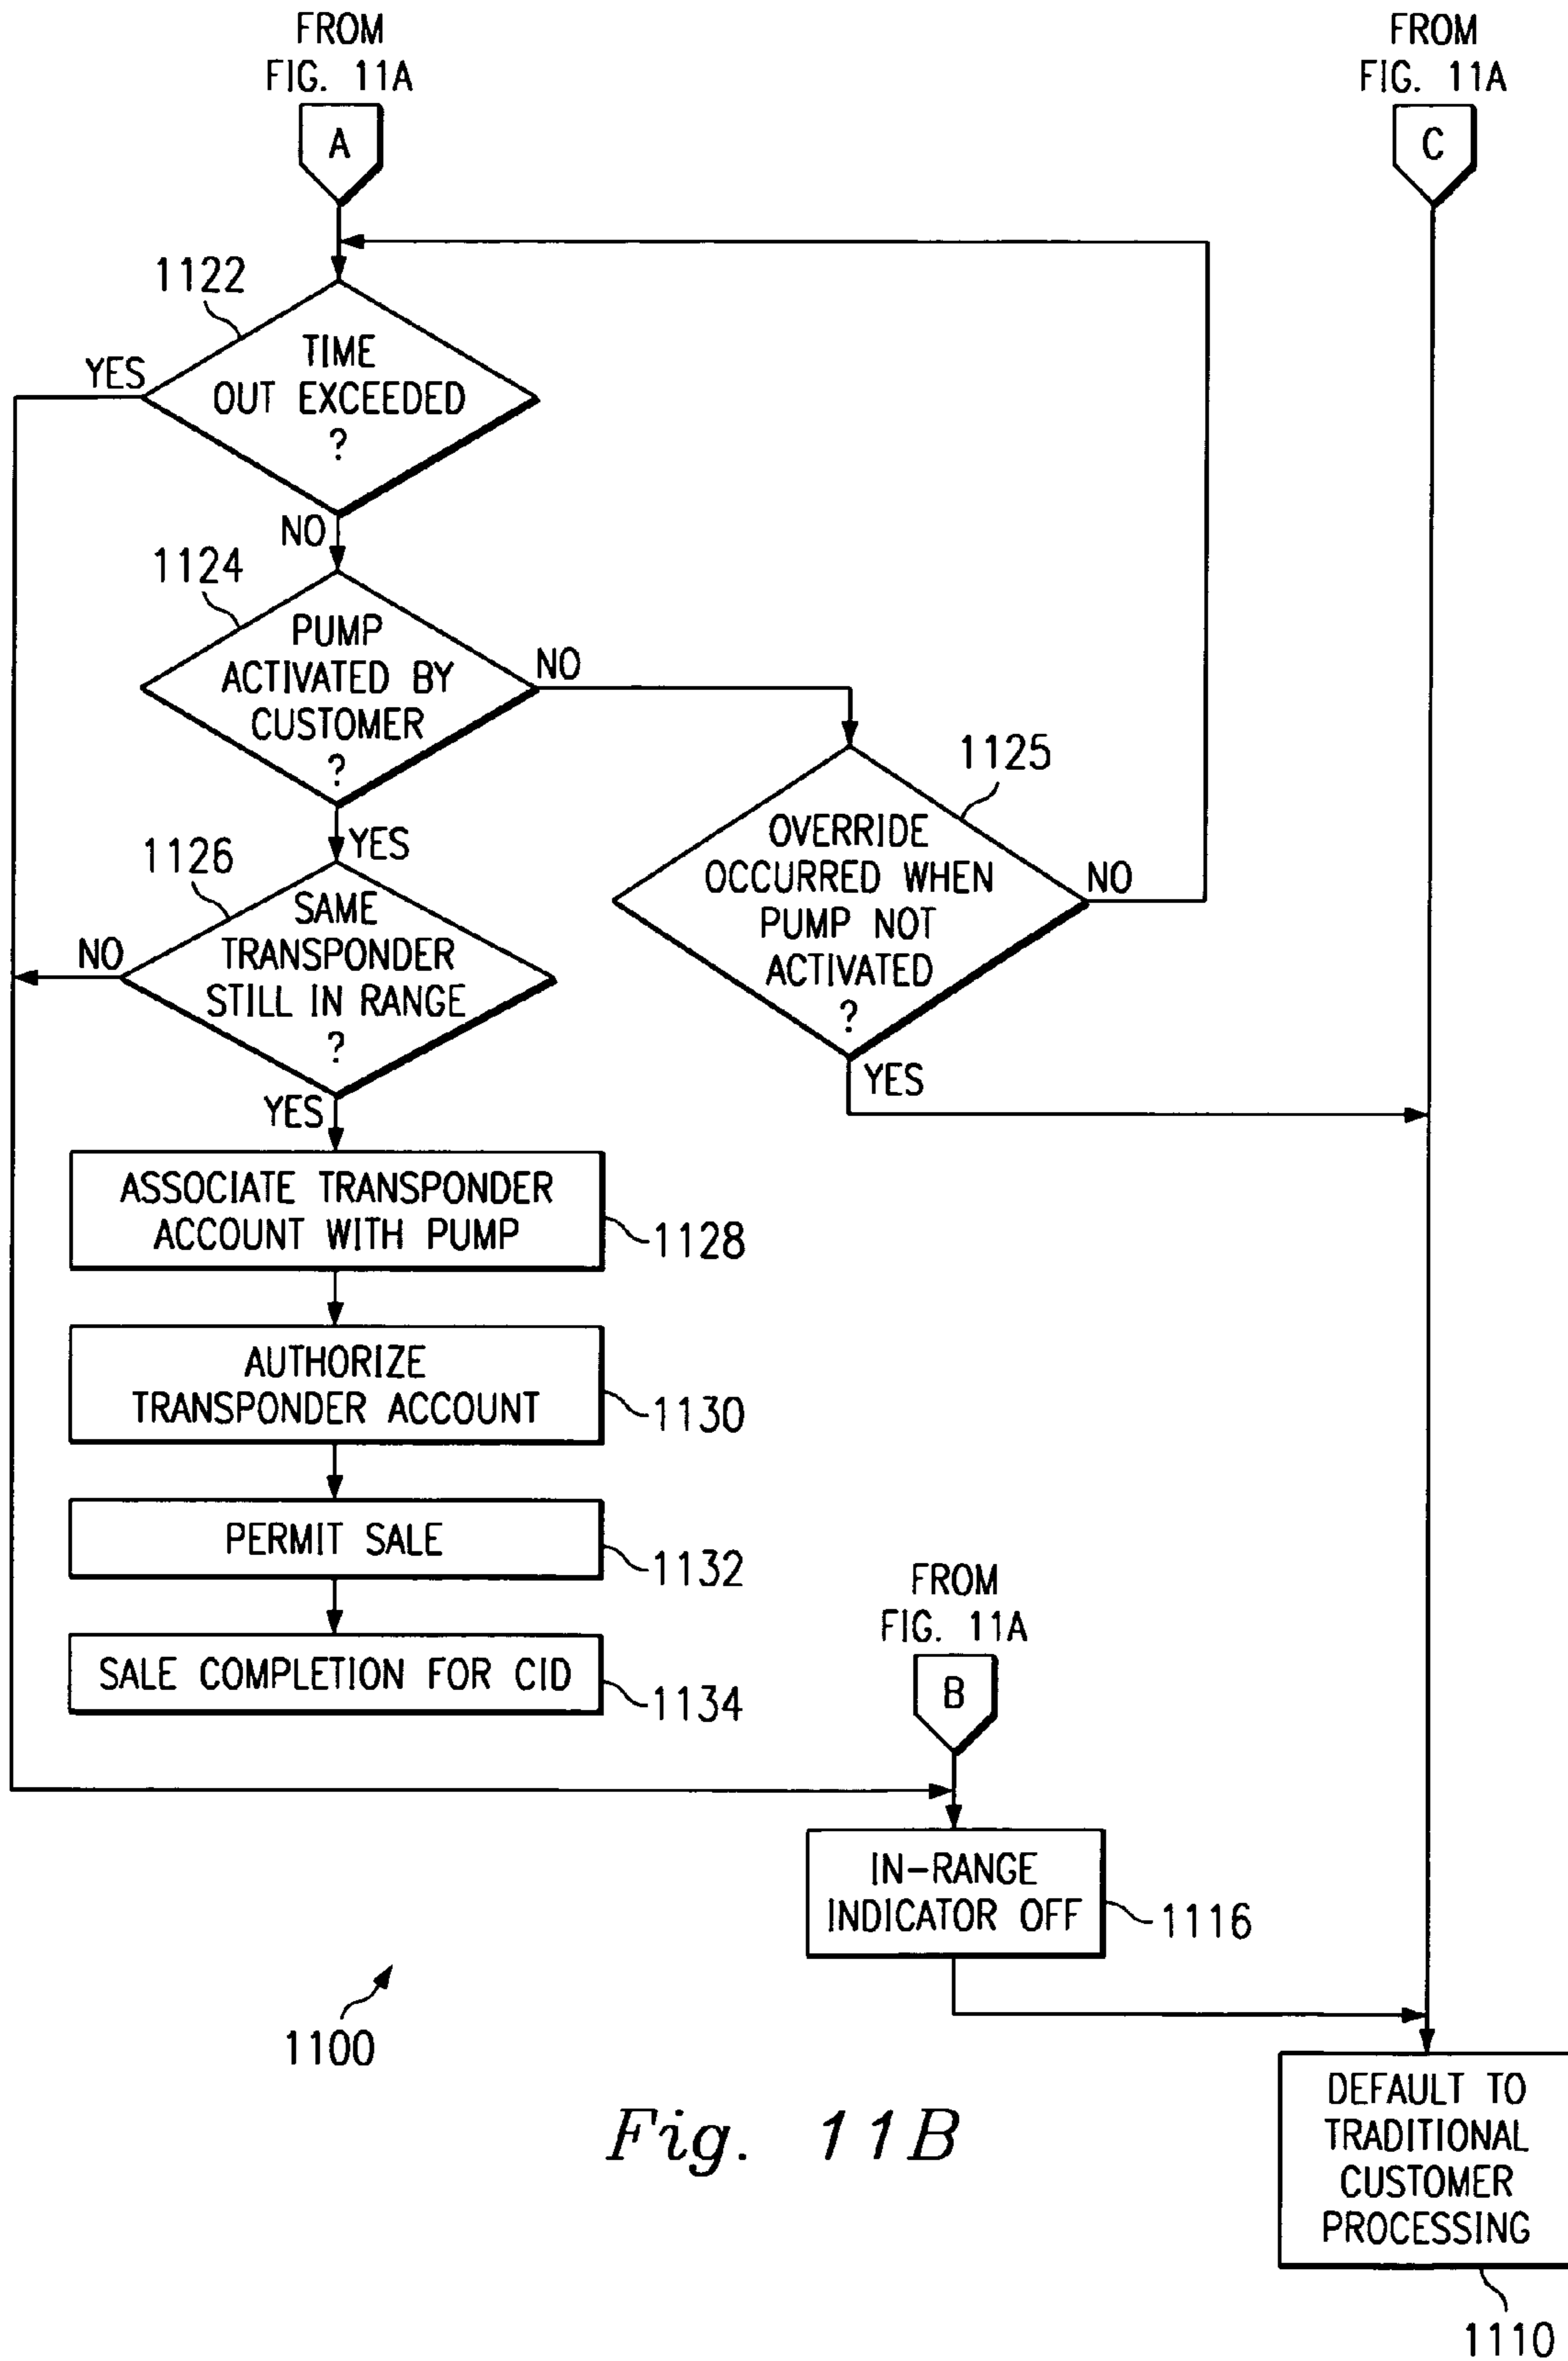 FROM
FIG. 11A
A
FROM
FIG. 11A
C
1122
TIME
OUT EXCEEDED
?
YES
NO
1124
PUMP
ACTIVATED BY
CUSTOMER
?
NO
YES
1125
OVERRIDE
OCCURRED WHEN
PUMP NOT
ACTIVATED
?
NO
YES
1126
SAME
TRANSPONDER
STILL IN RANGE
?
NO
YES
ASSOCIATE TRANSPONDER
ACCOUNT WITH PUMP
1128
AUTHORIZE
TRANSPONDER ACCOUNT
1130
PERMIT SALE
1132
SALE COMPLETION FOR CID
1134
FROM
FIG. 11A
B
IN-RANGE
INDICATOR OFF
1116
1100
DEFAULT TO
TRADITIONAL
CUSTOMER
PROCESSING
1110
Fig. 11B